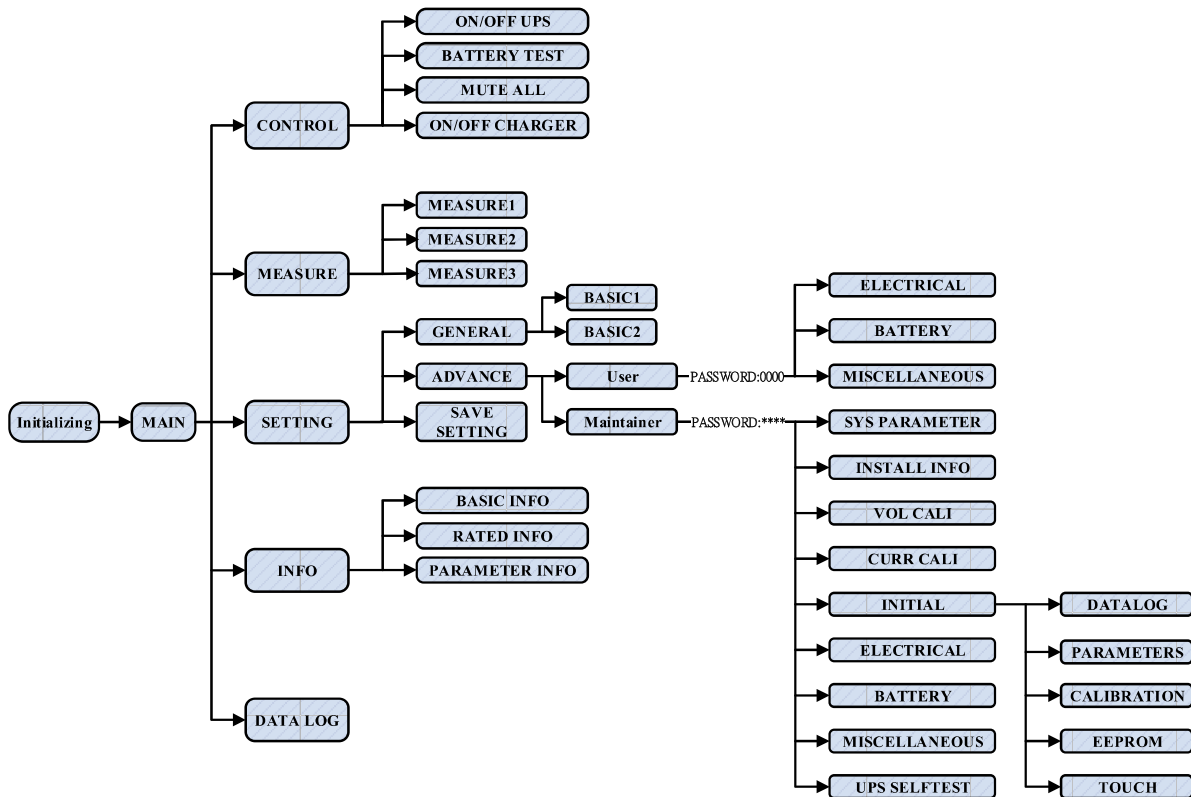 ON/OFF UPS
BATTERY TEST
MUTE ALL
CONTROL
ON/OFF CHARGER
MEASURE1
MEASURE2
MEASURE
MEASURE3
ELECTRICAL
BASIC1
GENERAL
BASIC2
BATTERY
ADVANCE
User
PASSWORD:0000
MISCELLANEOUS
Initializing
MAIN
SETTING
SAVE
SETTING
Maintainer
PASSWORD:****
SYS PARAMETER
INSTALL INFO
BASIC INFO
VOL CALI
RATED INFO
CURR CALI
INFO
PARAMETER INFO
INITIAL
DATALOG
ELECTRICAL
PARAMETERS
BATTERY
CALIBRATION
DATA LOG
MISCELLANEOUS
EEPROM
UPS SELFTEST
TOUCH